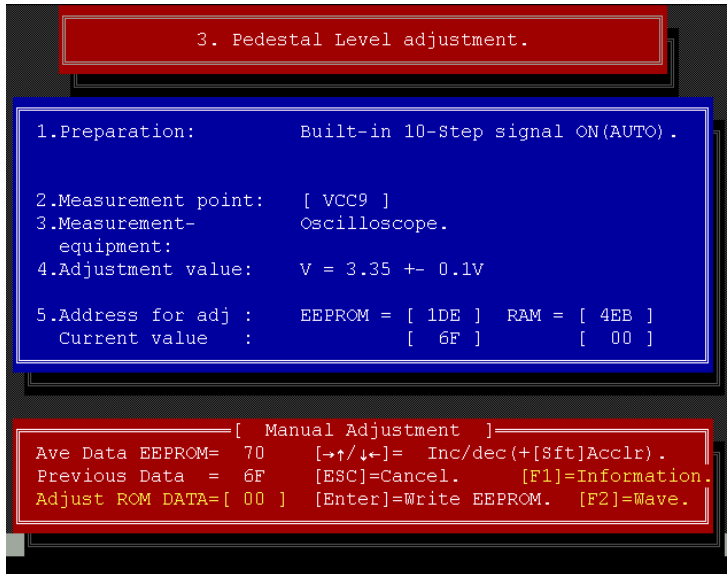 3. Pedestal Level adjustment.
1.Preparation: Built-in 10-Step signal ON(AUTO).
2.Measurement point: [ VCC9 ]
3.Measurement- Oscilloscope.
equipment:
4.Adjustment value: V = 3.35 +- 0.1V
5.Address for adj : EEPROM = [ 1DE ] RAM = [ 4EB ]
Current value : [ 6F ] [ 00 ]
[ Manual Adjustment ]
Ave Data EEPROM= 70 [→↑/↓←]= Inc/dec(+[Sft]Acclr).
Previous Data = 6F [ESC]=Cancel. [F1]=Information.
Adjust ROM DATA=[ 00 ] [Enter]=Write EEPROM. [F2]=Wave.